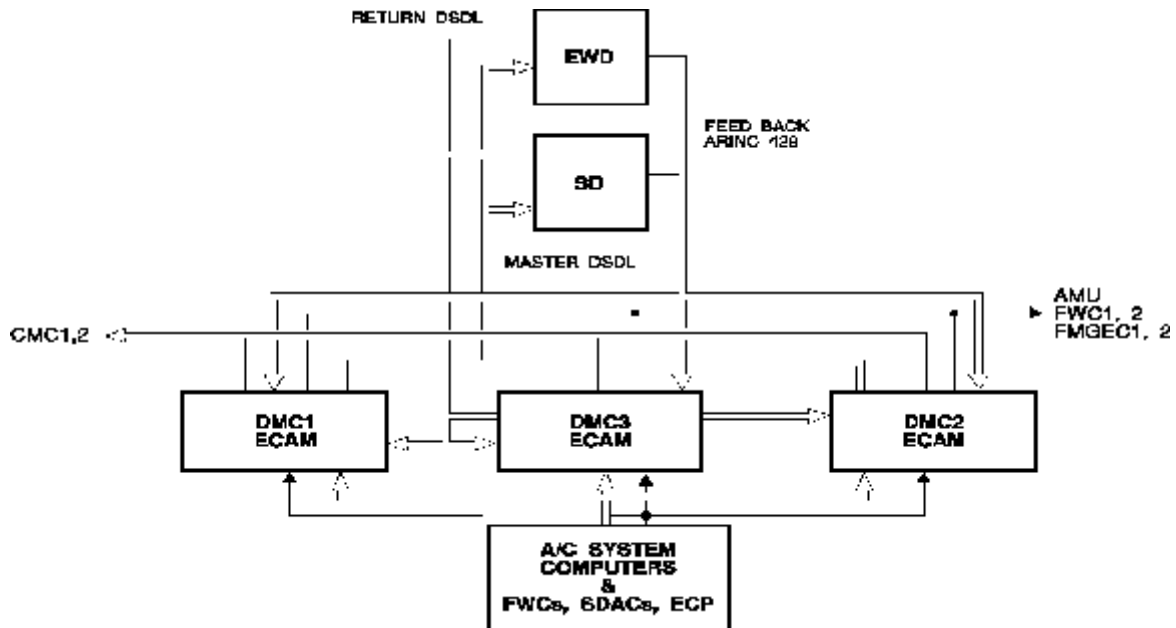 RETURN DSDL
EWD
FEED BACK
ARINC 429
SD
MASTER DSDL
AMU
FWC1, 2
FMGEC1, 2
CMC1,2
DMC1
ECAM
DMC3
ECAM
DMC2
ECAM
A/C SYSTEM
COMPUTERS
&
FWCs, SDACs, ECP